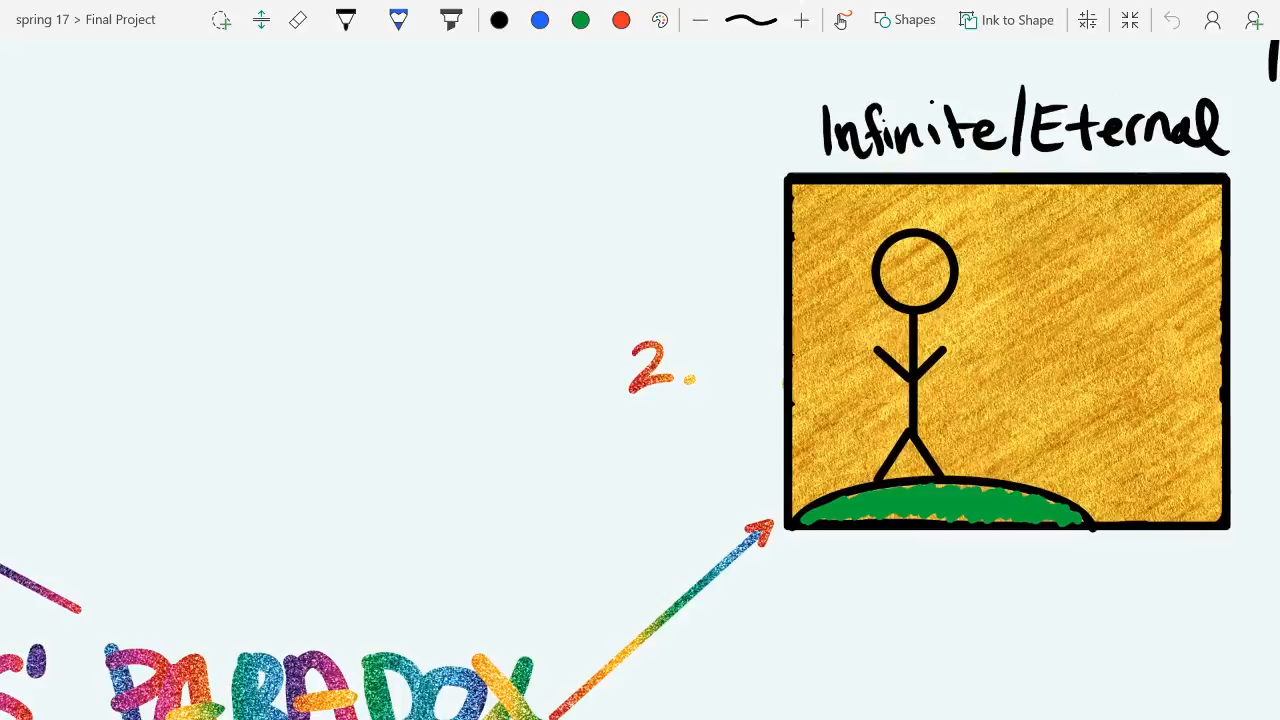 spring 17 > Final Project
Shapes
Ink to Shape
Infinite/Eternal
2.
S' PARADOX